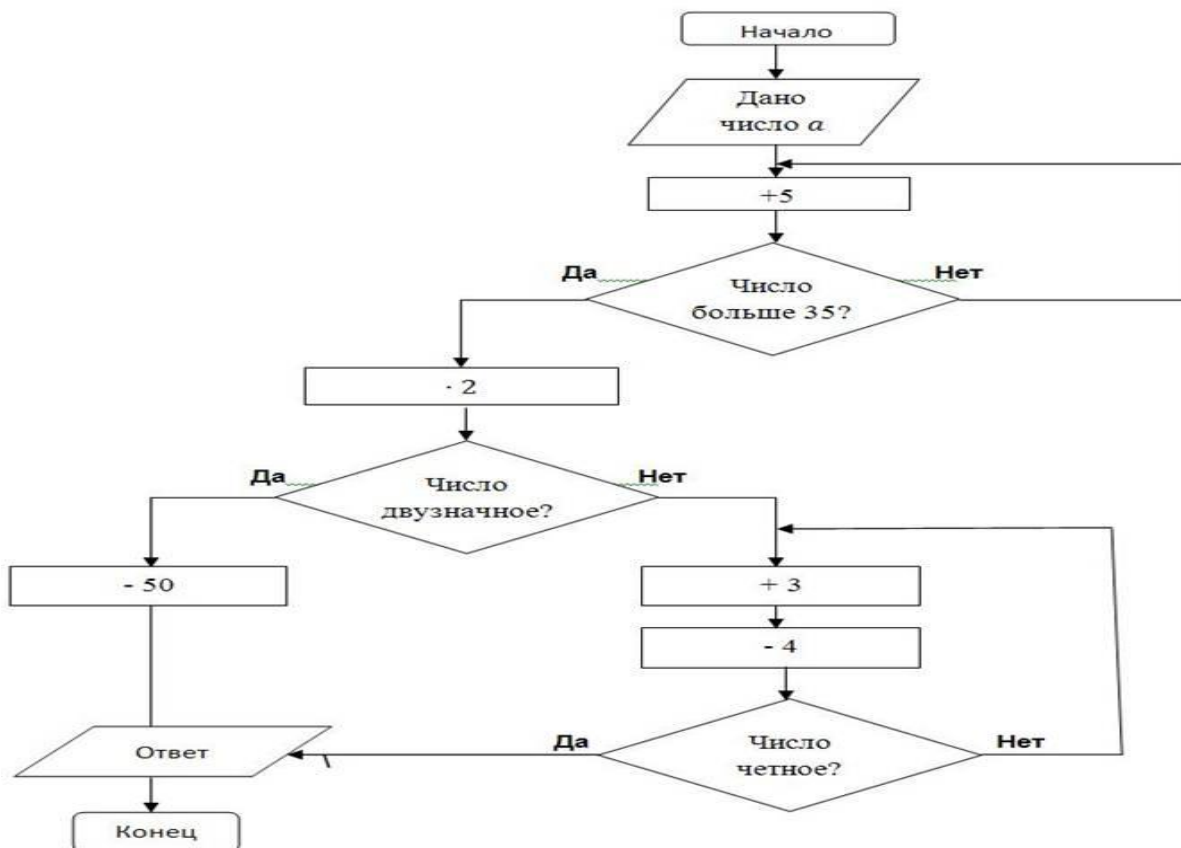 Начало
Дано
число a
+5
Да
Нет
Число
больше 35?
· 2
Да
Нет
Число
двузначное?
- 50
+ 3
- 4
Да
Нет
Число
четное?
Ответ
Конец